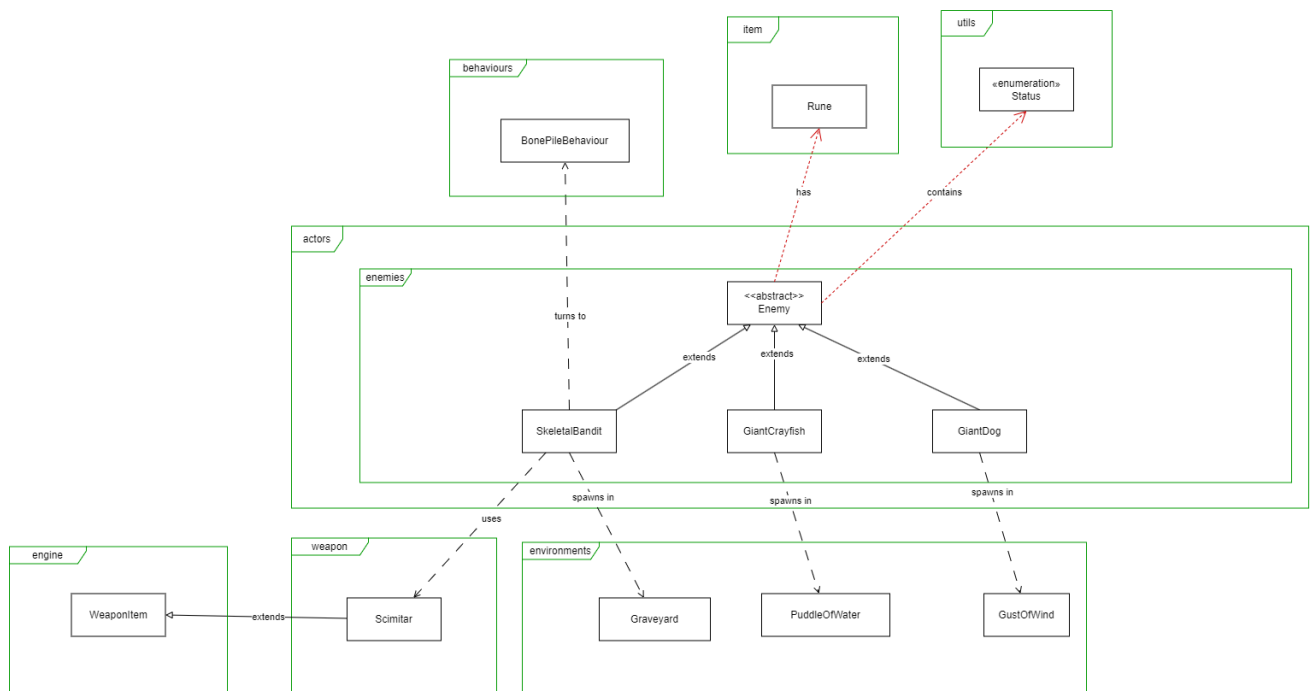 utils
item
«enumeration»
Status
behaviours
Rune
BonePileBehaviour
has
contains
actors
enemies
<<abstract>>
Enemy
turns to
extends
extends
extends
SkeletalBandit
GiantCrayfish
GiantDog
spawns in
spawns in
spawns in
uses
engine
weapon
environments
WeaponItem
extends
Scimitar
Graveyard
PuddleOfWater
GustOfWind